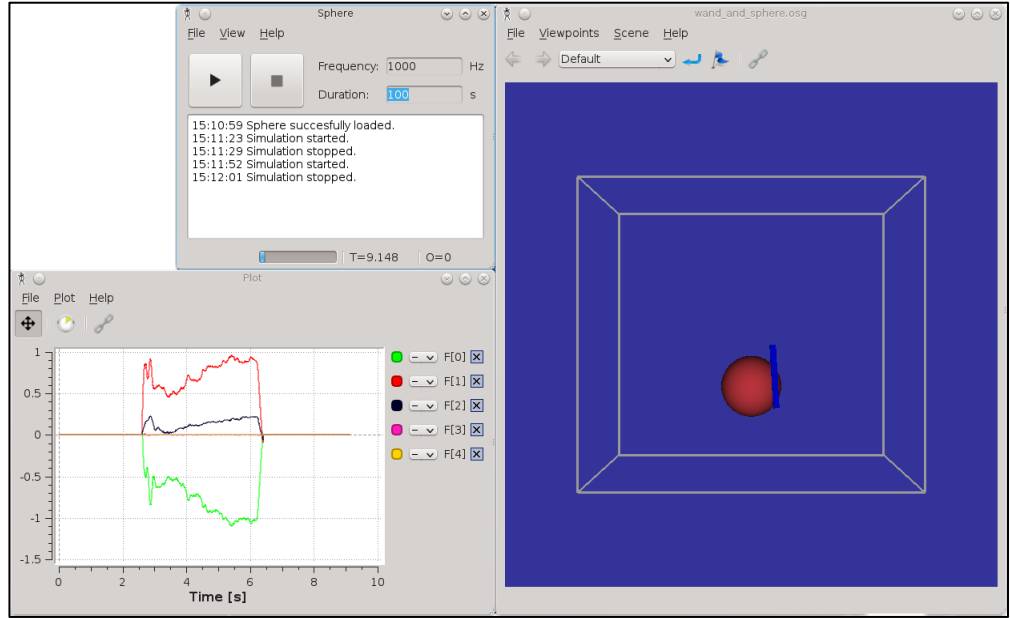 Sphere
File View Help
Frequency: 1000 Hz
Duration: 100 s
15:10:59 Sphere succesfully loaded.
15:11:23 Simulation started.
15:11:29 Simulation stopped.
15:11:52 Simulation started.
15:12:01 Simulation stopped.
T=9.148 O=0
wand_and_sphere.osg
File Viewpoints Scene Help
Default
Plot
File Plot Help
1
0.5
0
-0.5
-1
-1.5
0 2 4 6 8 10
Time [s]
F[0]
F[1]
F[2]
F[3]
F[4]